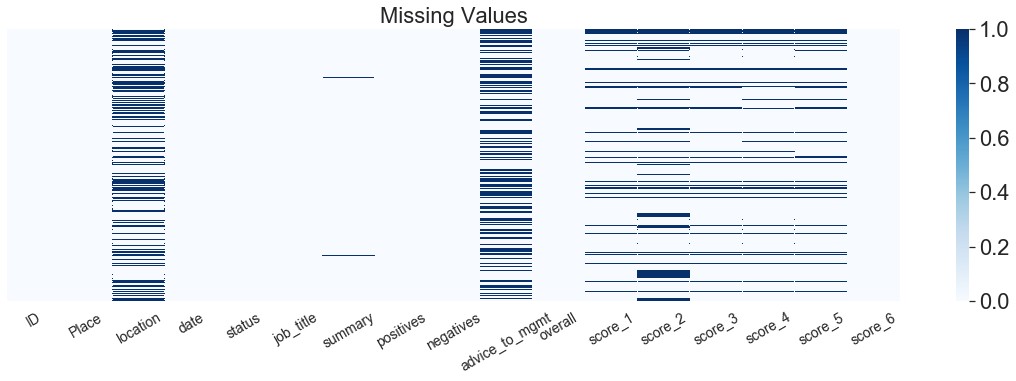 Missing Values
1.0
0.8
0.6
0.4
0.2
0.0
ID
Place
location
date
status
job_title
summary
positives
negatives
advice_to_mgmt
overall
score_1
score_2
score_3
score_4
score_5
score_6